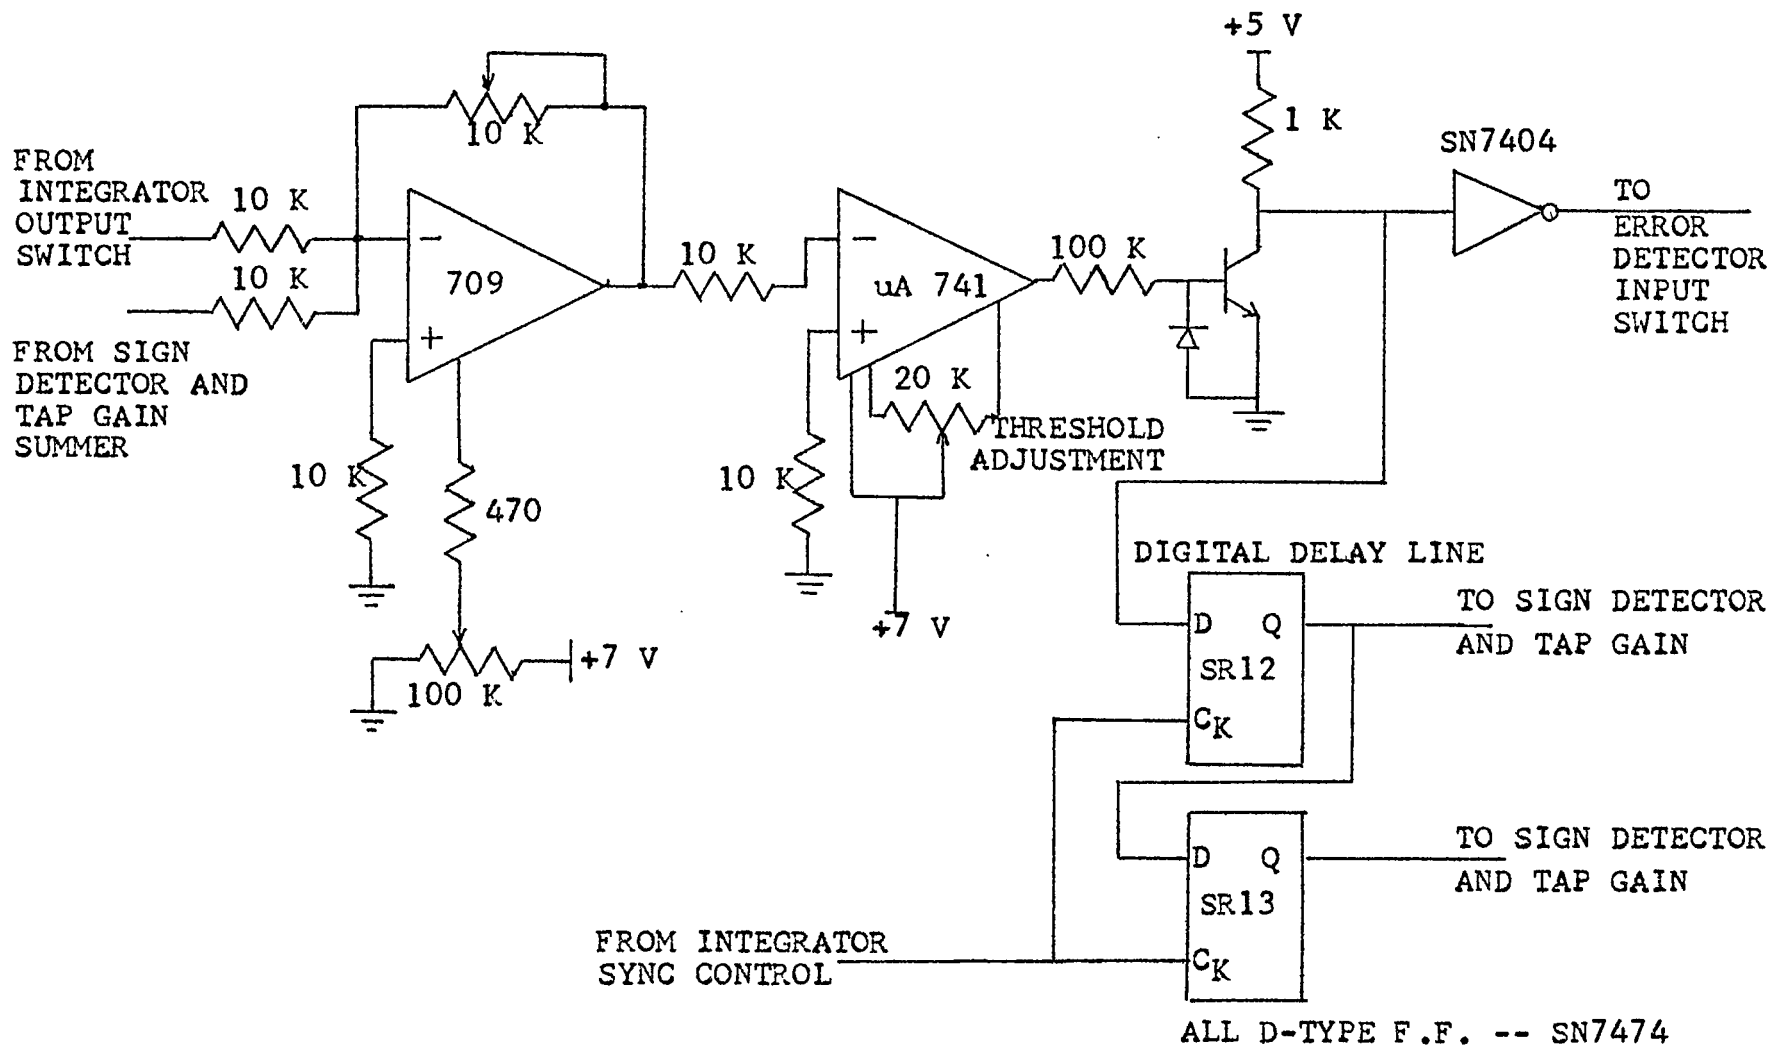 +5 V
1 K
SN7404
10 K
FROM
INTEGRATOR
OUTPUT
SWITCH
10 K
10 K
−
709
+
FROM SIGN
DETECTOR AND
TAP GAIN
SUMMER
10 K
470
100 K
+7 V
10 K
−
uA 741
+
20 K
THRESHOLD
ADJUSTMENT
10 K
+7 V
100 K
TO
ERROR
DETECTOR
INPUT
SWITCH
DIGITAL DELAY LINE
D Q
SR12
CK
TO SIGN DETECTOR
AND TAP GAIN
D Q
SR13
CK
TO SIGN DETECTOR
AND TAP GAIN
FROM INTEGRATOR
SYNC CONTROL
ALL D-TYPE F.F. -- SN7474